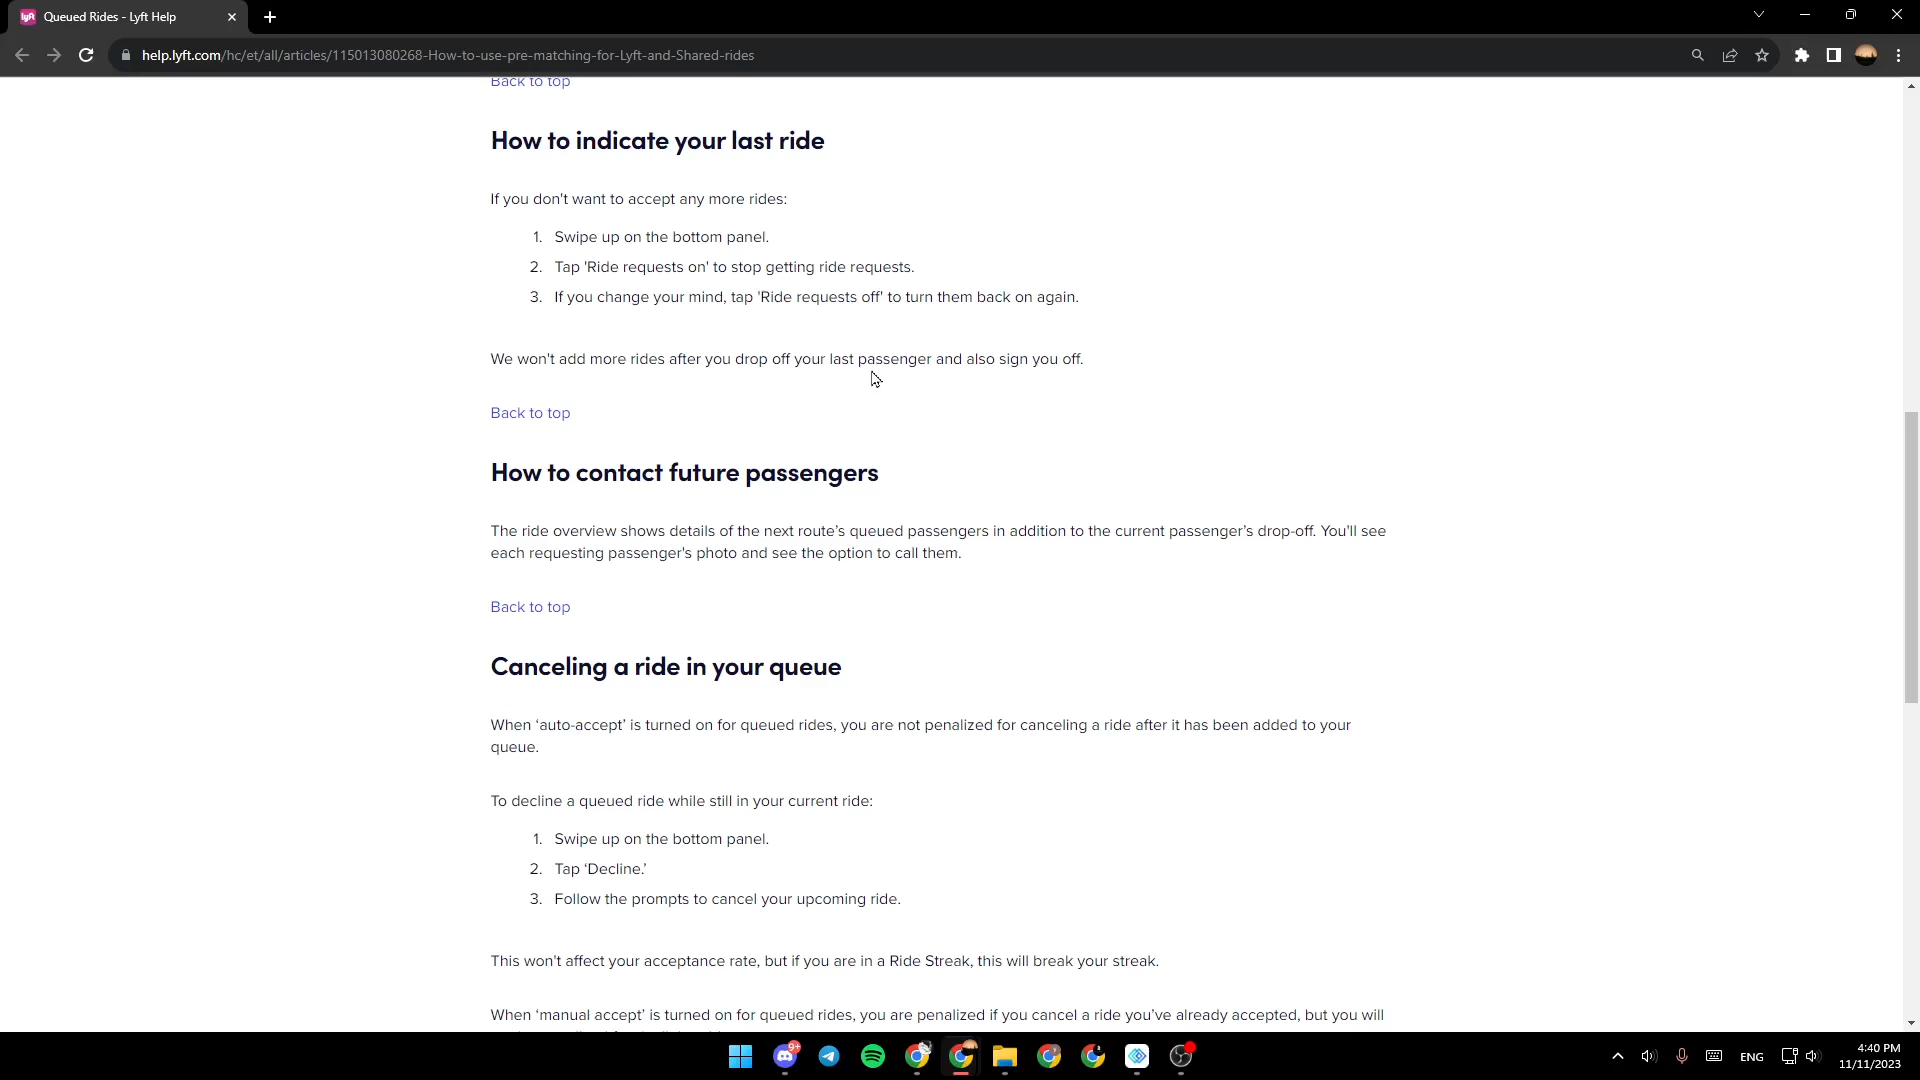 Queued Rides - Lyft Help
help.lyft.com/hc/et/all/articles/115013080268-How-to-use-pre-matching-for-Lyft-and-Shared-rides
Back to top
How to indicate your last ride
If you don't want to accept any more rides:
1. Swipe up on the bottom panel.
2. Tap 'Ride requests on' to stop getting ride requests.
3. If you change your mind, tap 'Ride requests off' to turn them back on again.
We won't add more rides after you drop off your last passenger and also sign you off.
Back to top
How to contact future passengers
The ride overview shows details of the next route's queued passengers in addition to the current passenger's drop-off. You'll see
each requesting passenger's photo and see the option to call them.
Back to top
Canceling a ride in your queue
When ‘auto-accept’ is turned on for queued rides, you are not penalized for canceling a ride after it has been added to your
queue.
To decline a queued ride while still in your current ride:
1. Swipe up on the bottom panel.
2. Tap ‘Decline.’
3. Follow the prompts to cancel your upcoming ride.
This won't affect your acceptance rate, but if you are in a Ride Streak, this will break your streak.
When ‘manual accept’ is turned on for queued rides, you are penalized if you cancel a ride you’ve already accepted, but you will
9+
ENG
4:40 PM
11/11/2023